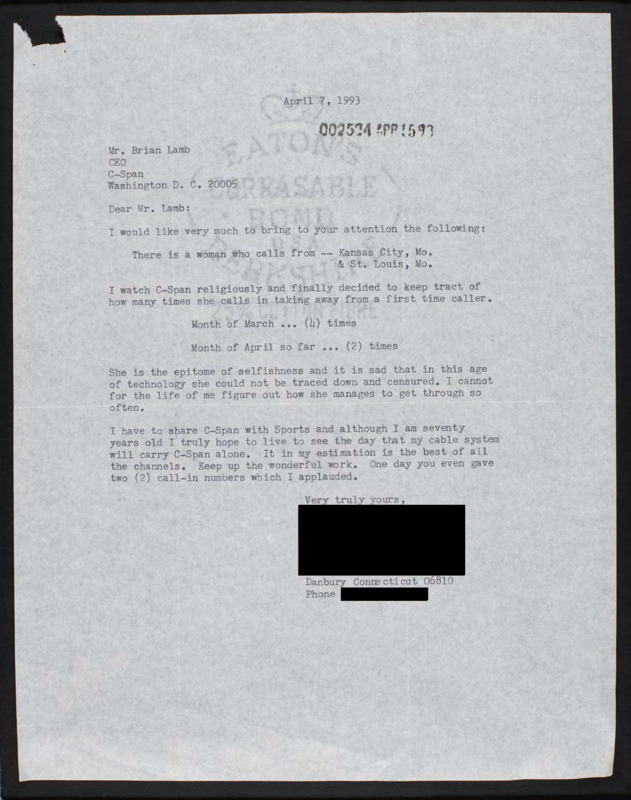 April 7, 1993
002534 APR 15 93
Mr. Brian Lamb
CEO
C-Span
Washington D. C. 20005
Dear Mr. Lamb:
I would like very much to bring to your attention the following:
There is a woman who calls from -- Kansas City, Mo.
& St. Louis, Mo.
I watch C-Span religiously and finally decided to keep tract of
how many times she calls in taking away from a first time caller.
Month of March ... (4) times
Month of April so far ... (2) times
She is the epitome of selfishness and it is sad that in this age
of technology she could not be traced down and censured. I cannot
for the life of me figure out how she manages to get through so
often.
I have to share C-Span with Sports and although I am seventy
years old I truly hope to live to see the day that my cable system
will carry C-Span alone. It in my estimation is the best of all
the channels. Keep up the wonderful work. One day you even gave
two (2) call-in numbers which I applauded.
Very truly yours,
Danbury Connecticut 06810
Phone
EATON'S
CORRASABLE
BOND
USA
BERKSHIRE